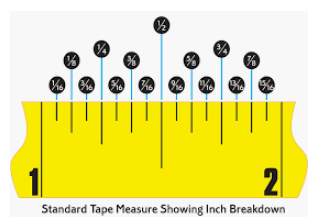 1/2
1/4 3/4
1/8 3/8 5/8 7/8
1/16 3/16 5/16 7/16 9/16 11/16 13/16 15/16
1 2
Standard Tape Measure Showing Inch Breakdown